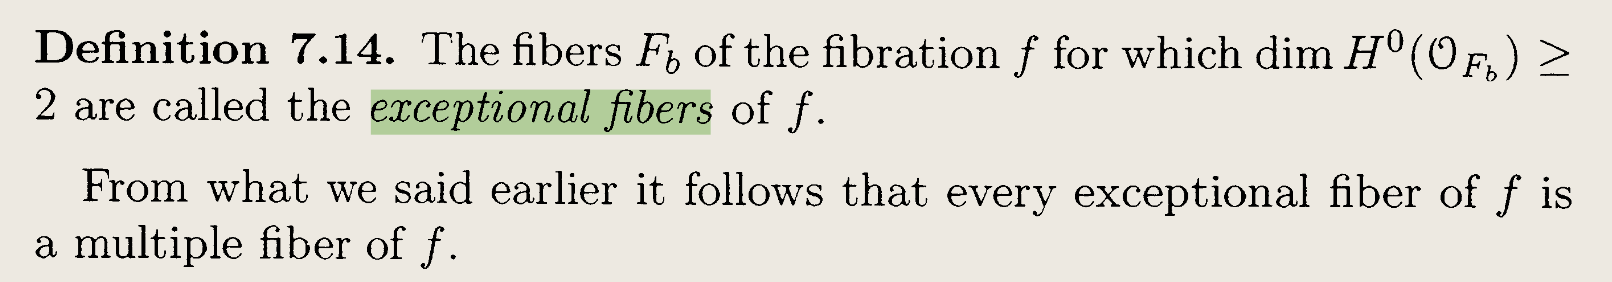 Definition 7.14. The fibers F_b of the fibration f for which dim H⁰(𝒪_{F_b}) ≥
2 are called the exceptional fibers of f.
From what we said earlier it follows that every exceptional fiber of f is
a multiple fiber of f.